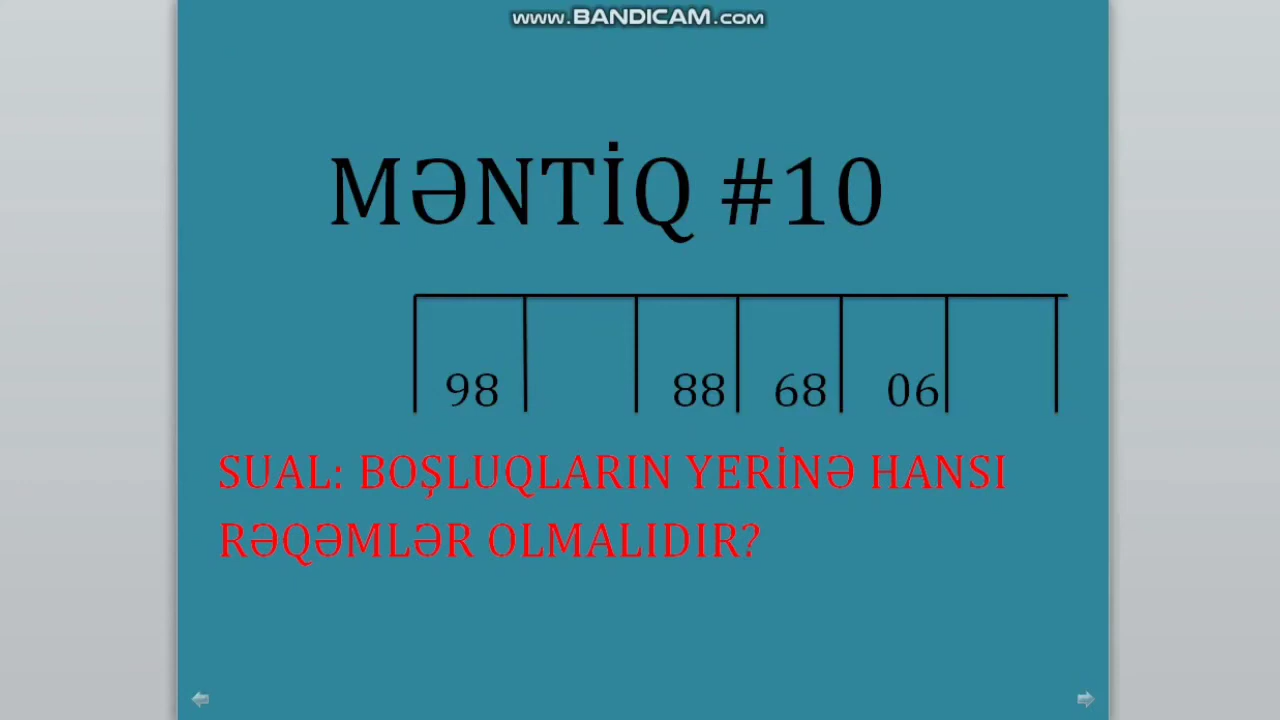 www.BANDICAM.com
MƏNTİQ #10
98 88 68 06
SUAL: BOŞLUQLARIN YERİNƏ HANSI
RƏQƏMLƏR OLMALIDIR?